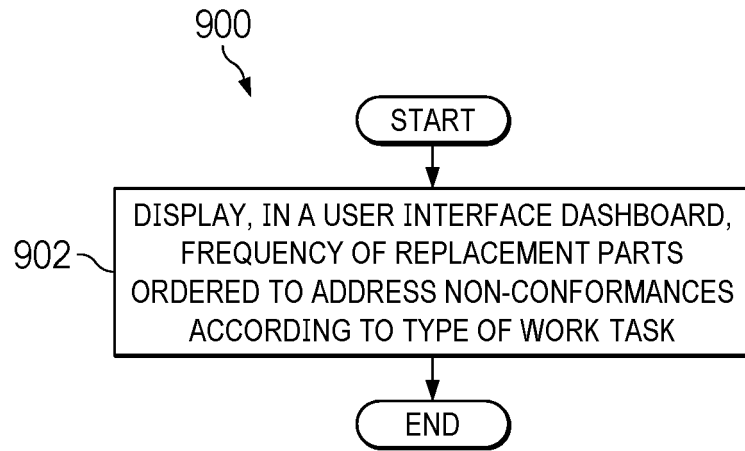 900
START
902
DISPLAY, IN A USER INTERFACE DASHBOARD,
FREQUENCY OF REPLACEMENT PARTS
ORDERED TO ADDRESS NON-CONFORMANCES
ACCORDING TO TYPE OF WORK TASK
END